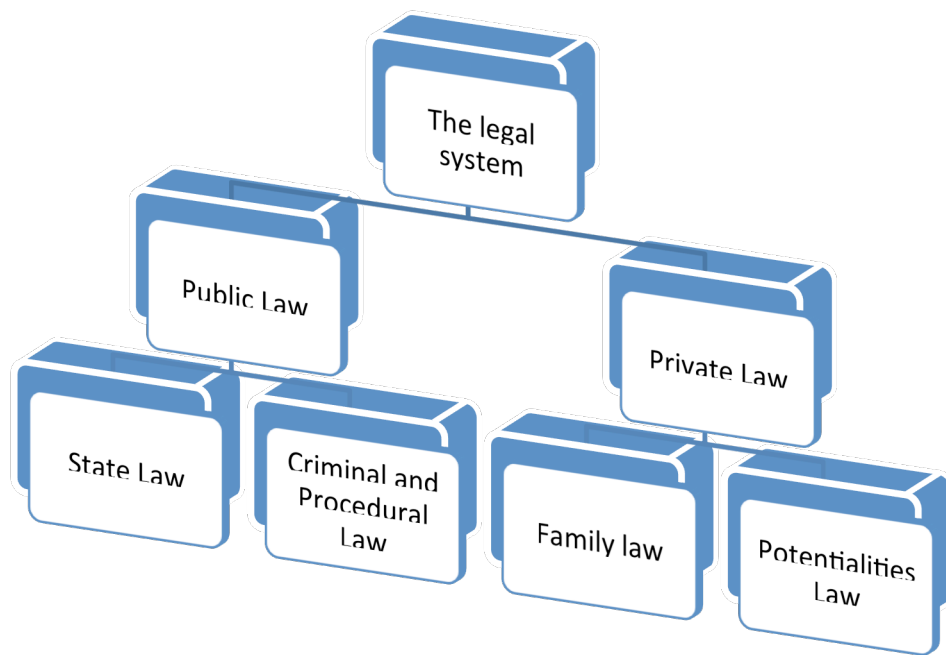 The legal
system
Public Law
Private Law
State Law
Criminal and
Procedural
Law
Family law
Potentialities
Law